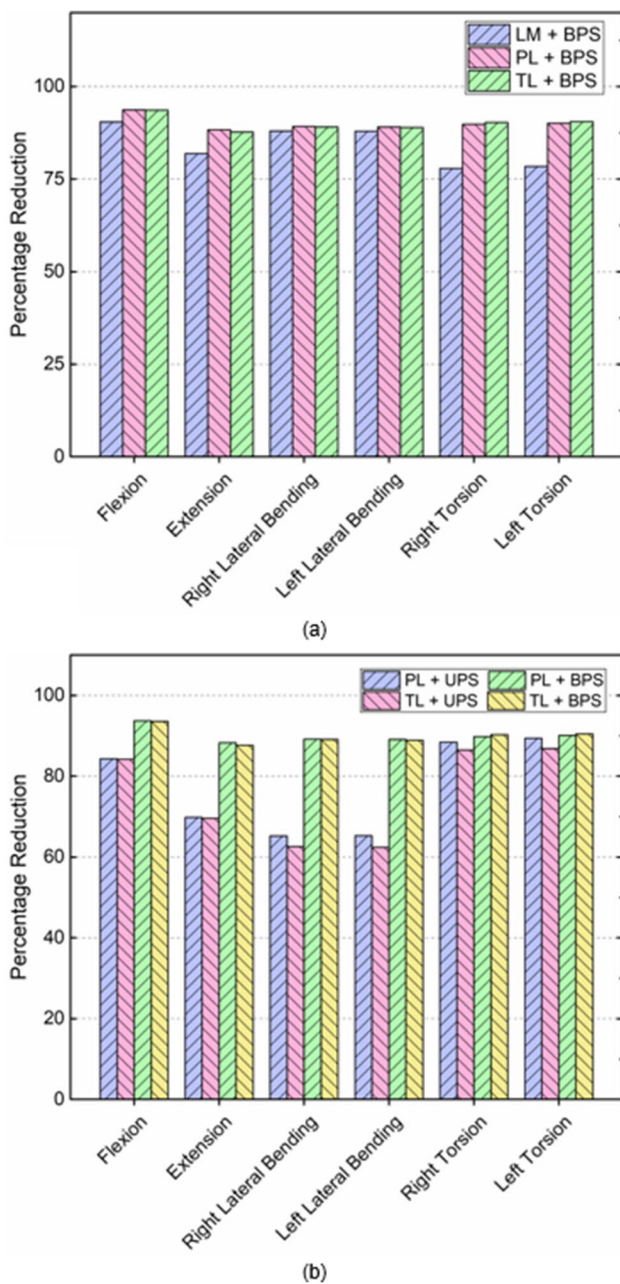 LM + BPS
PL + BPS
TL + BPS
Percentage Reduction
100
75
50
25
0
Flexion
Extension
Right Lateral Bending
Left Lateral Bending
Right Torsion
Left Torsion
(a)
PL + UPS PL + BPS
TL + UPS TL + BPS
Percentage Reduction
100
80
60
40
20
0
Flexion
Extension
Right Lateral Bending
Left Lateral Bending
Right Torsion
Left Torsion
(b)